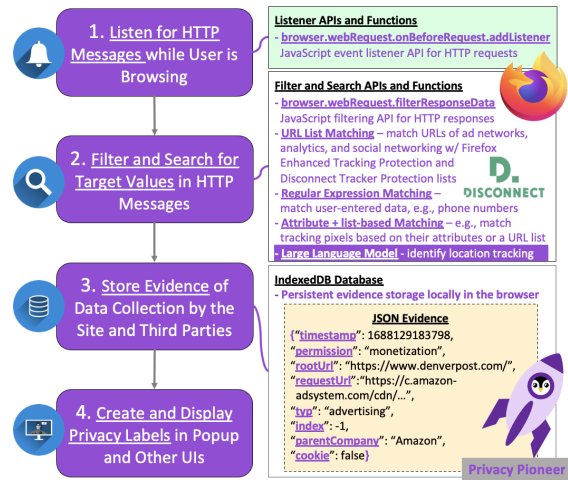 1. Listen for HTTP
Messages while User is
Browsing
2. Filter and Search for
Target Values in HTTP
Messages
3. Store Evidence of
Data Collection by the
Site and Third Parties
4. Create and Display
Privacy Labels in Popup
and Other UIs
Listener APIs and Functions
- browser.webRequest.onBeforeRequest.addListener
JavaScript event listener API for HTTP requests
Filter and Search APIs and Functions
- browser.webRequest.filterResponseData
JavaScript filtering API for HTTP responses
- URL List Matching – match URLs of ad networks,
analytics, and social networking w/ Firefox
Enhanced Tracking Protection and
Disconnect Tracker Protection lists
- Regular Expression Matching –
match user-entered data, e.g., phone numbers
- Attribute + list-based Matching – e.g., match
tracking pixels based on their attributes or a URL list
- Large Language Model - identify location tracking
D.
DISCONNECT
IndexedDB Database
- Persistent evidence storage locally in the browser
JSON Evidence
{“timestamp”: 1688129183798,
“permission”: “monetization”,
“rootUrl”: “https://www.denverpost.com/”,
“requestUrl”:“https://c.amazon-
adsystem.com/cdn/…”,
“typ”: “advertising”,
“index”: -1,
“parentCompany”: “Amazon”,
“cookie”: false}
Privacy Pioneer